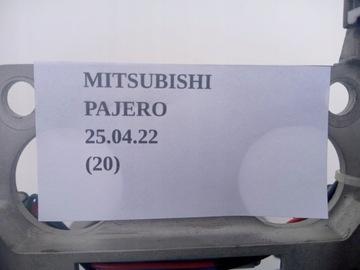 MITSUBISHI
PAJERO
25.04.22
(20)